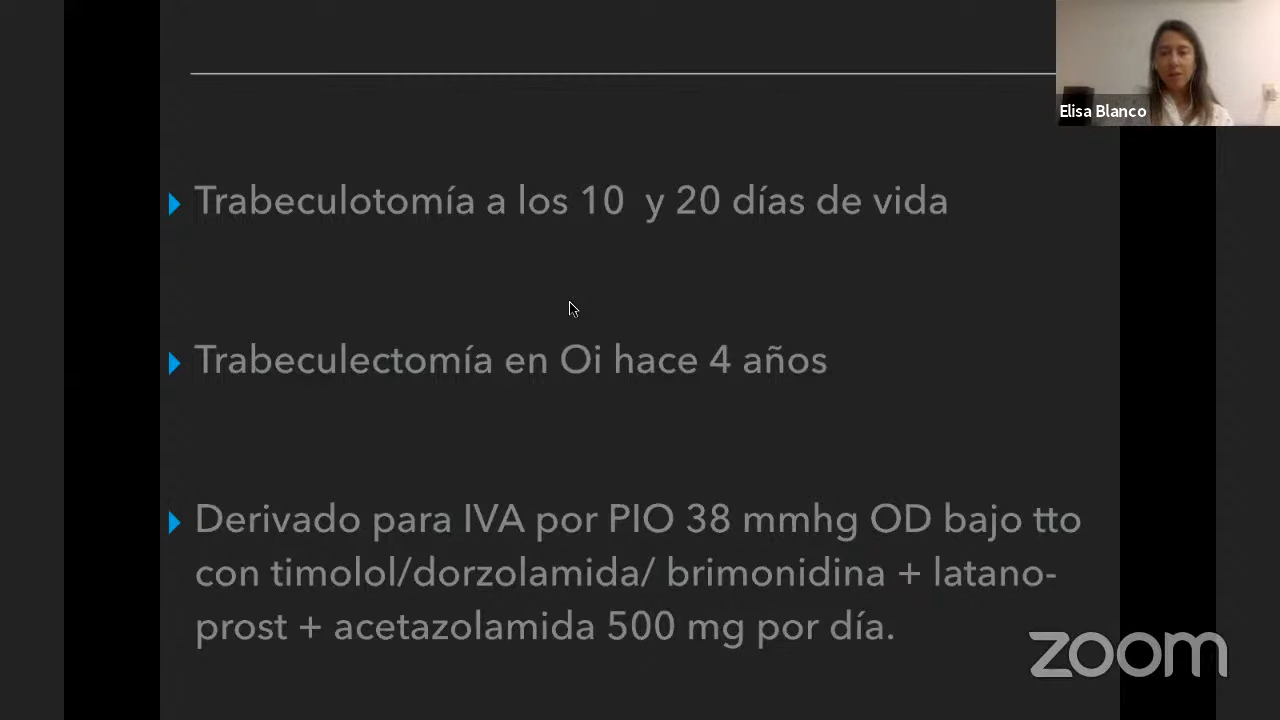 Elisa Blanco
Trabeculotomía a los 10 y 20 días de vida
Trabeculectomía en Oi hace 4 años
Derivado para IVA por PIO 38 mmhg OD bajo tto
con timolol/dorzolamida/ brimonidina + latano-
prost + acetazolamida 500 mg por día.
zoom